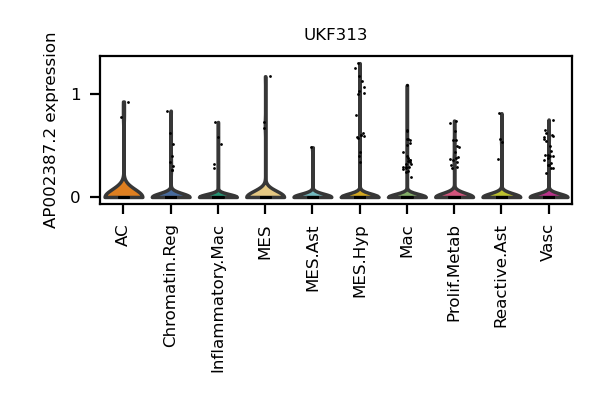 UKF313
AP002387.2 expression
1
0
AC
Chromatin.Reg
Inflammatory.Mac
MES
MES.Ast
MES.Hyp
Mac
Prolif.Metab
Reactive.Ast
Vasc